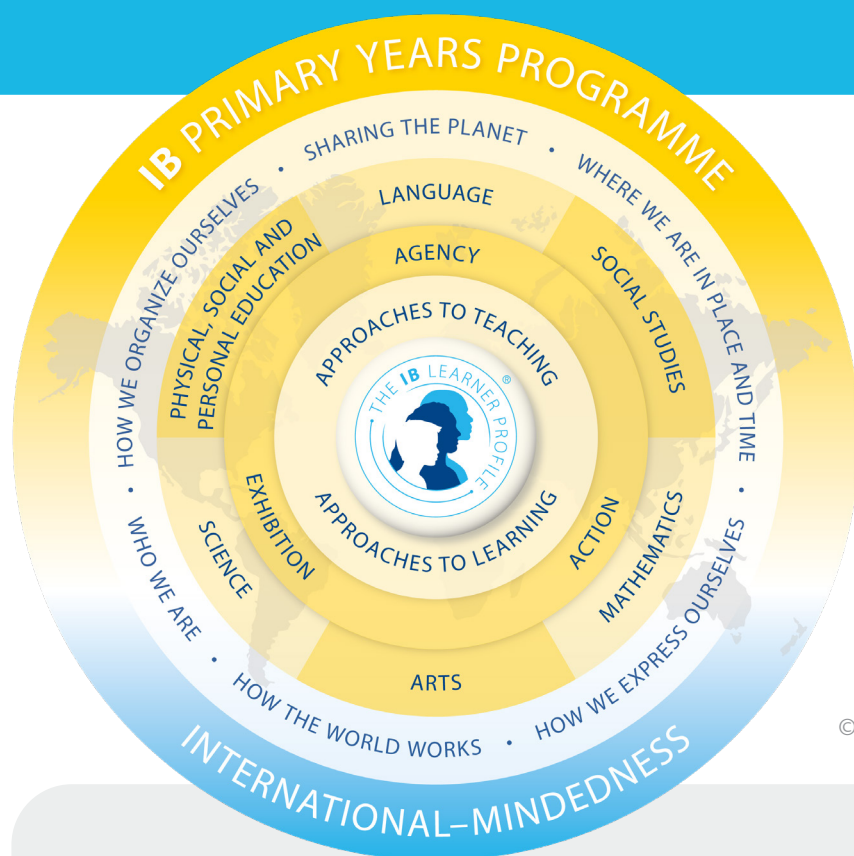 IB PRIMARY YEARS PROGRAMME
SHARING THE PLANET
•
WHERE WE ARE IN PLACE AND TIME
•
HOW WE EXPRESS OURSELVES
•
HOW THE WORLD WORKS
•
WHO WE ARE
•
HOW WE ORGANIZE OURSELVES
•
LANGUAGE
SOCIAL STUDIES
MATHEMATICS
ARTS
SCIENCE
PHYSICAL, SOCIAL AND
PERSONAL EDUCATION
AGENCY
ACTION
EXHIBITION
APPROACHES TO TEACHING
APPROACHES TO LEARNING
THE IB LEARNER PROFILE®
INTERNATIONAL–MINDEDNESS
©